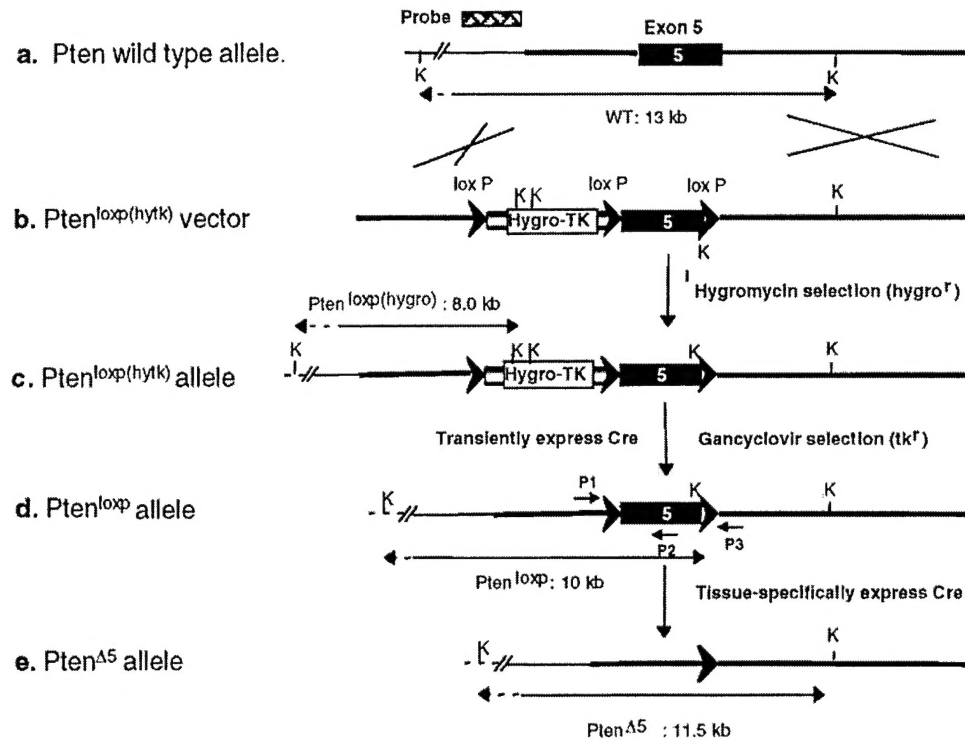 Probe
Exon 5
a. Pten wild type allele.
5
K
K
WT: 13 kb
lox P
lox P
lox P
K K
K
b. Pten^loxp(hytk) vector
Hygro-TK
5
K
Hygromycin selection (hygro^r)
Pten^loxp(hygro) : 8.0 kb
K
K K
K
K
c. Pten^loxp(hytk) allele
Hygro-TK
5
Transiently express Cre
Gancyclovir selection (tk^r)
P1
K
K
K
d. Pten^loxp allele
5
P2
P3
Pten^loxp: 10 kb
Tissue-specifically express Cre
K
K
e. Pten^Δ5 allele
Pten^Δ5 : 11.5 kb